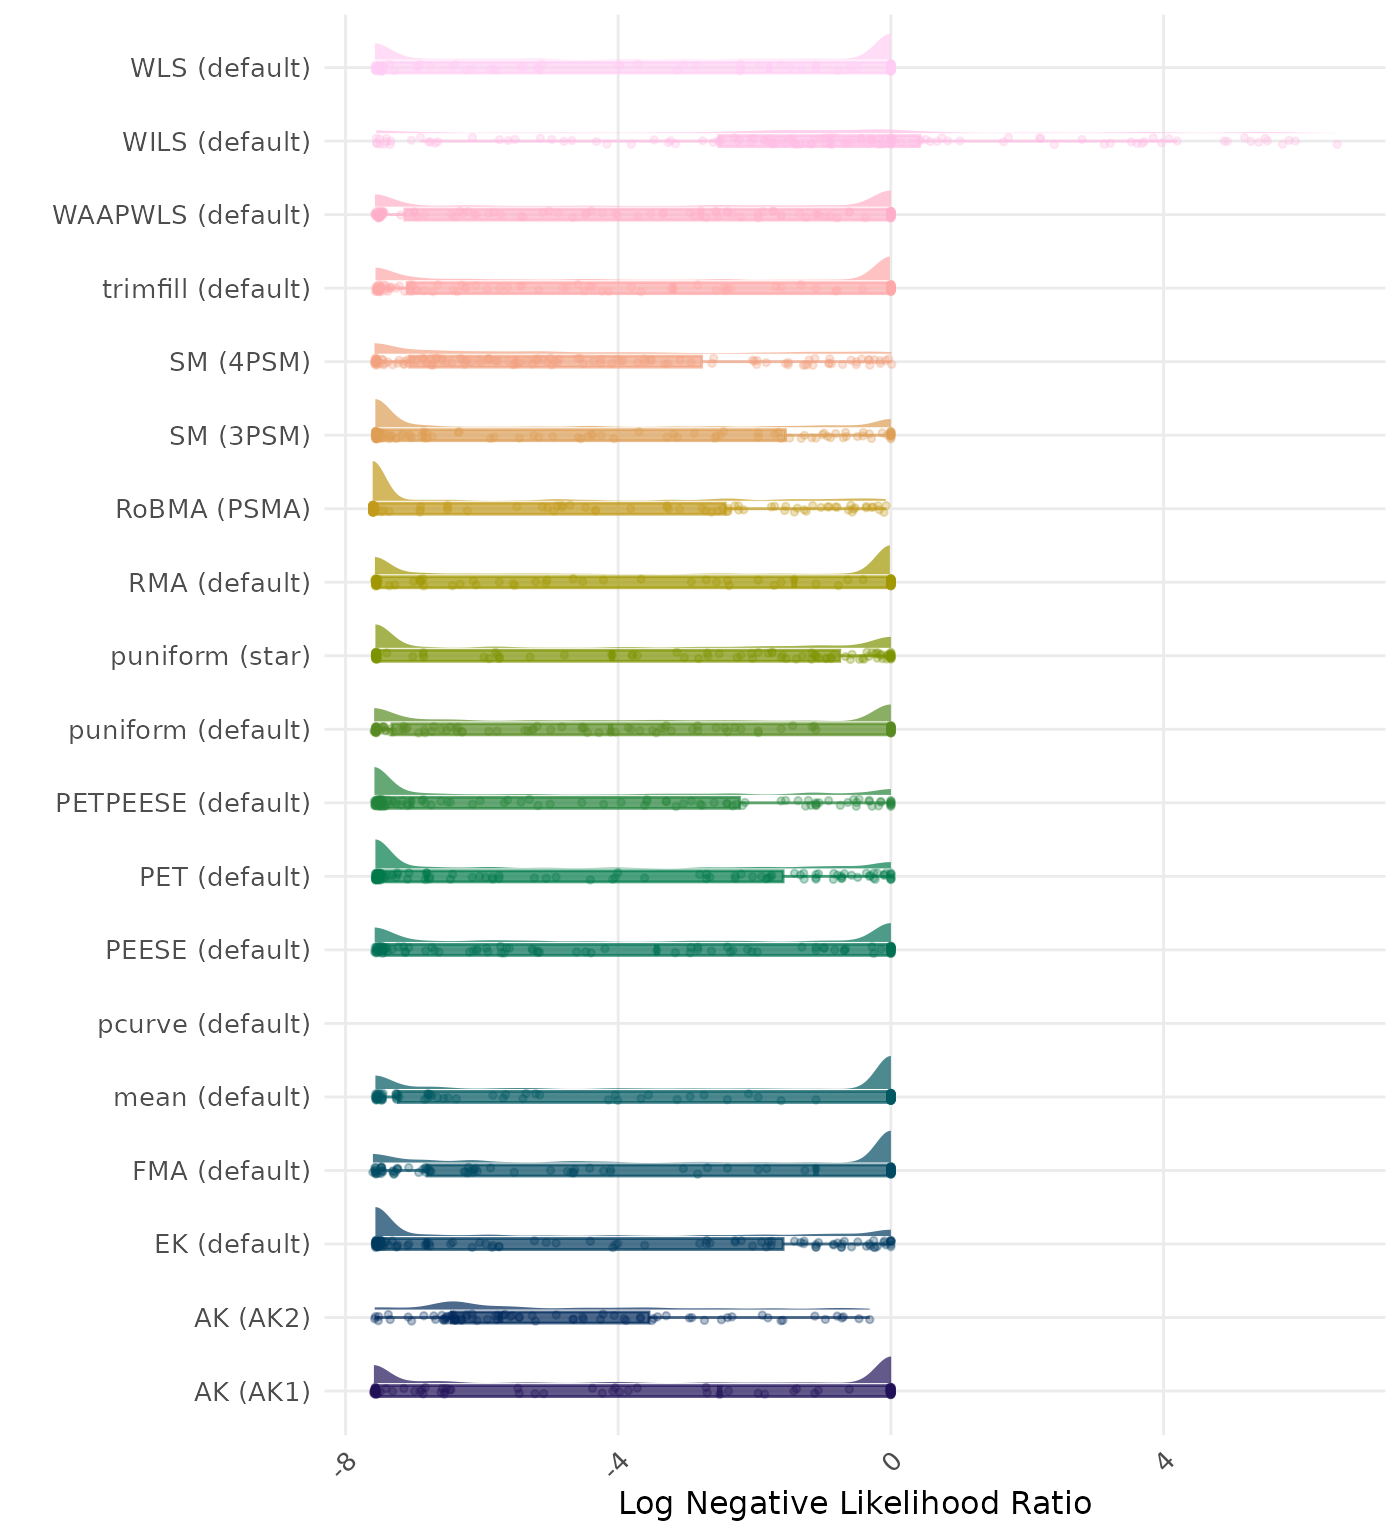 WLS (default)
WILS (default)
WAAPWLS (default)
trimfill (default)
SM (4PSM)
SM (3PSM)
RoBMA (PSMA)
RMA (default)
puniform (star)
puniform (default)
PETPEESE (default)
PET (default)
PEESE (default)
pcurve (default)
mean (default)
FMA (default)
EK (default)
AK (AK2)
AK (AK1)
-8
-4
0
4
Log Negative Likelihood Ratio